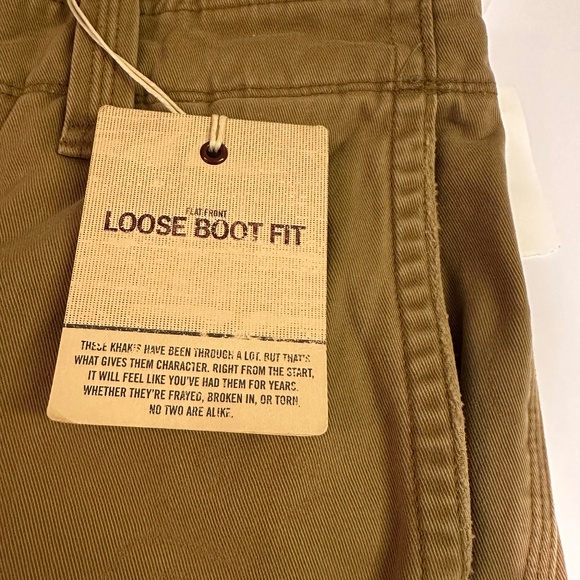 FLAT FRONT
LOOSE BOOT FIT
THESE KHAKIS HAVE BEEN THROUGH A LOT. BUT THAT'S
WHAT GIVES THEM CHARACTER. RIGHT FROM THE START,
IT WILL FEEL LIKE YOU'VE HAD THEM FOR YEARS.
WHETHER THEY'RE FRAYED, BROKEN IN, OR TORN,
NO TWO ARE ALIKE.